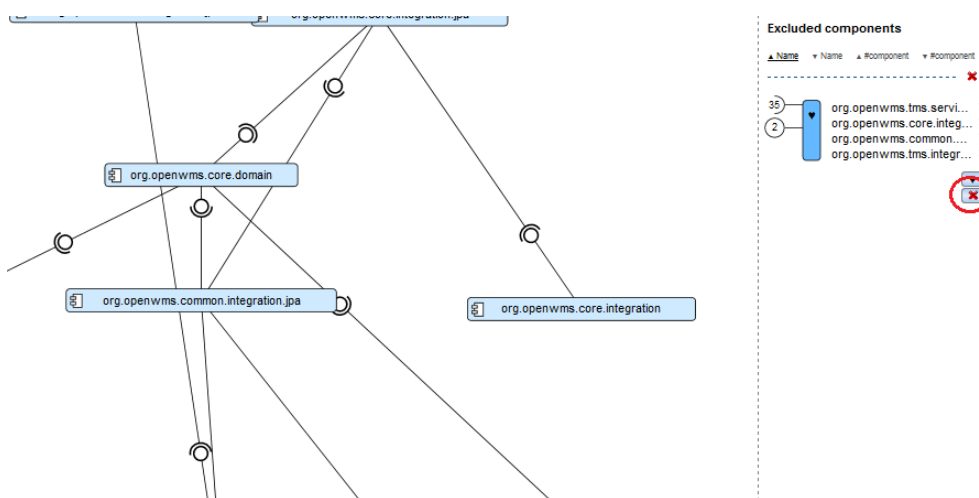 org.openwms.core.integration.jpa
Excluded components
▲ Name ▼ Name ▲ #component ▼ #component
35
org.openwms.tms.servi...
org.openwms.core.integ...
2
org.openwms.common....
org.openwms.tms.integr...
org.openwms.core.domain
org.openwms.common.integration.jpa
org.openwms.core.integration